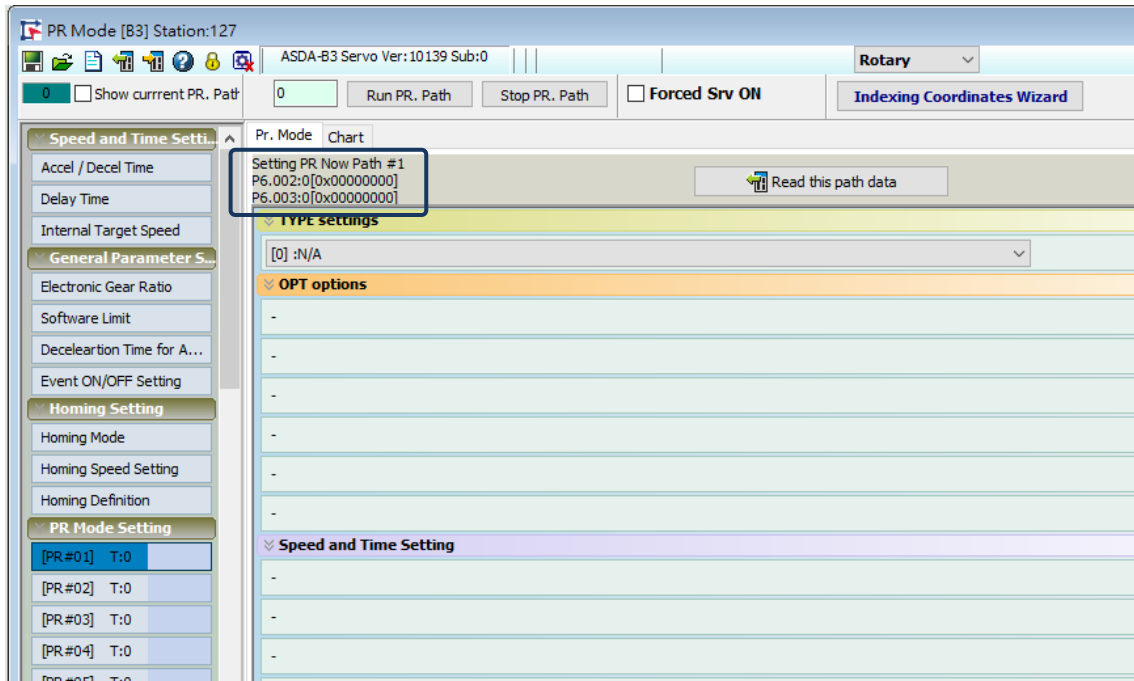 PR Mode [B3] Station:127
ASDA-B3 Servo Ver:10139 Sub:0
Rotary
0
Show currrent PR. Path
0
Run PR. Path
Stop PR. Path
Forced Srv ON
Indexing Coordinates Wizard
Speed and Time Setti...
Accel / Decel Time
Delay Time
Internal Target Speed
General Parameter S...
Electronic Gear Ratio
Software Limit
Deceleartion Time for A...
Event ON/OFF Setting
Homing Setting
Homing Mode
Homing Speed Setting
Homing Definition
PR Mode Setting
[PR#01] T:0
[PR#02] T:0
[PR#03] T:0
[PR#04] T:0
[PR#05] T:0
Pr. Mode
Chart
Setting PR Now Path #1
P6.002:0[0x00000000]
P6.003:0[0x00000000]
Read this path data
TYPE settings
[0] :N/A
OPT options
-
-
-
-
-
-
Speed and Time Setting
-
-
-